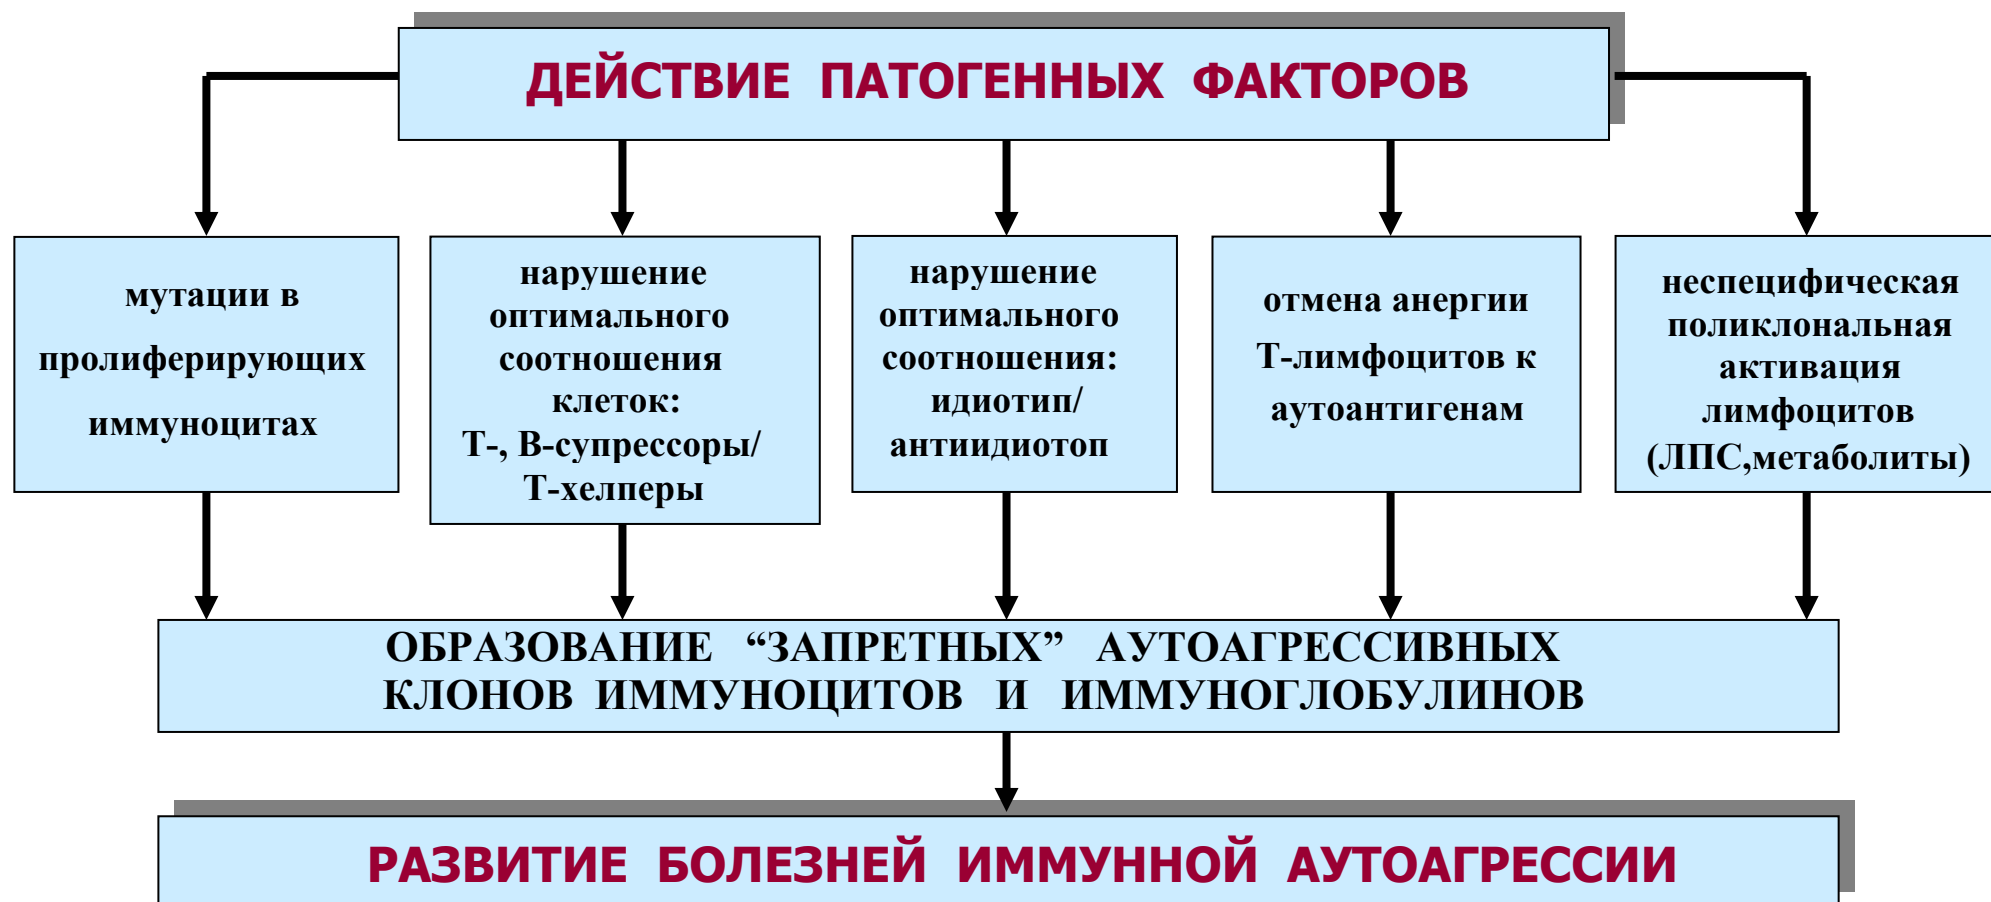 ДЕЙСТВИЕ ПАТОГЕННЫХ ФАКТОРОВ
мутации в
пролиферирующих
иммуноцитах
нарушение
оптимального
соотношения
клеток:
Т-, В-супрессоры/
Т-хелперы
нарушение
оптимального
соотношения:
идиотип/
антиидиотоп
отмена анергии
Т-лимфоцитов к
аутоантигенам
неспецифическая
поликлональная
активация
лимфоцитов
(ЛПС,метаболиты)
ОБРАЗОВАНИЕ “ЗАПРЕТНЫХ” АУТОАГРЕССИВНЫХ
КЛОНОВ ИММУНОЦИТОВ И ИММУНОГЛОБУЛИНОВ
РАЗВИТИЕ БОЛЕЗНЕЙ ИММУННОЙ АУТОАГРЕССИИ